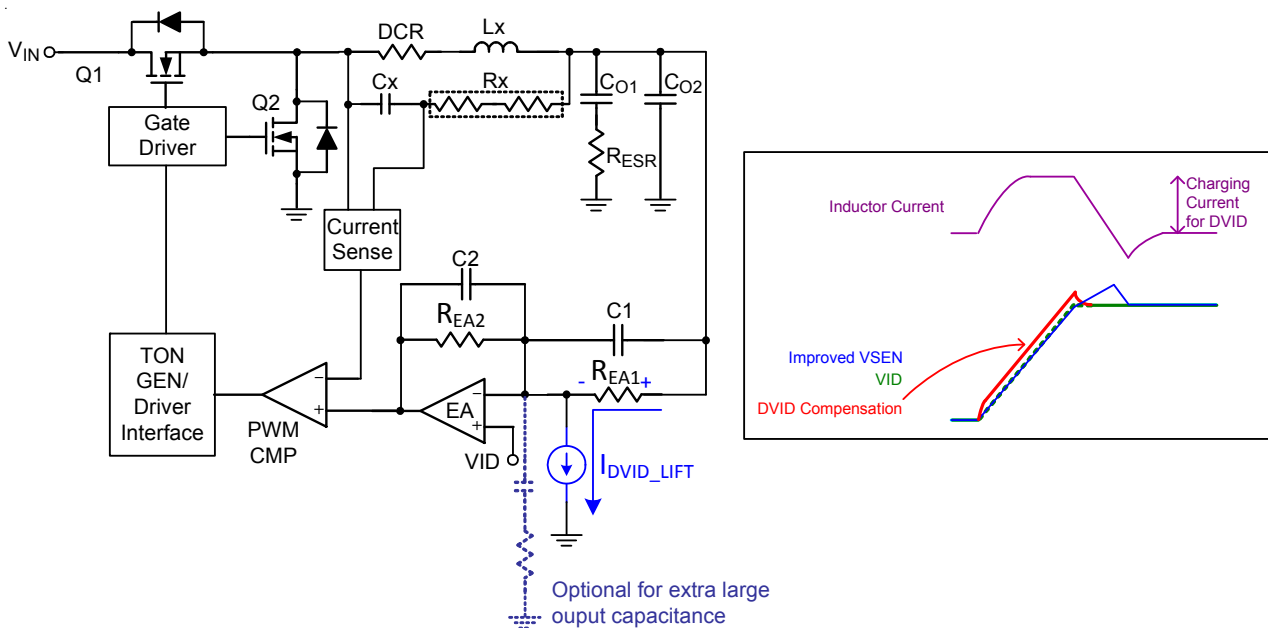 DCR
Lx
VIN
Q1
Cx
Rx
CO1
CO2
Q2
Gate
Driver
RESR
Current
Sense
C2
REA2
C1
TON
GEN/
Driver
Interface
−
+
PWM
CMP
EA
−
+
VID
- REA1 +
IDVID_LIFT
Optional for extra large
ouput capacitance
Inductor Current
Charging
Current
for DVID
Improved VSEN
VID
DVID Compensation